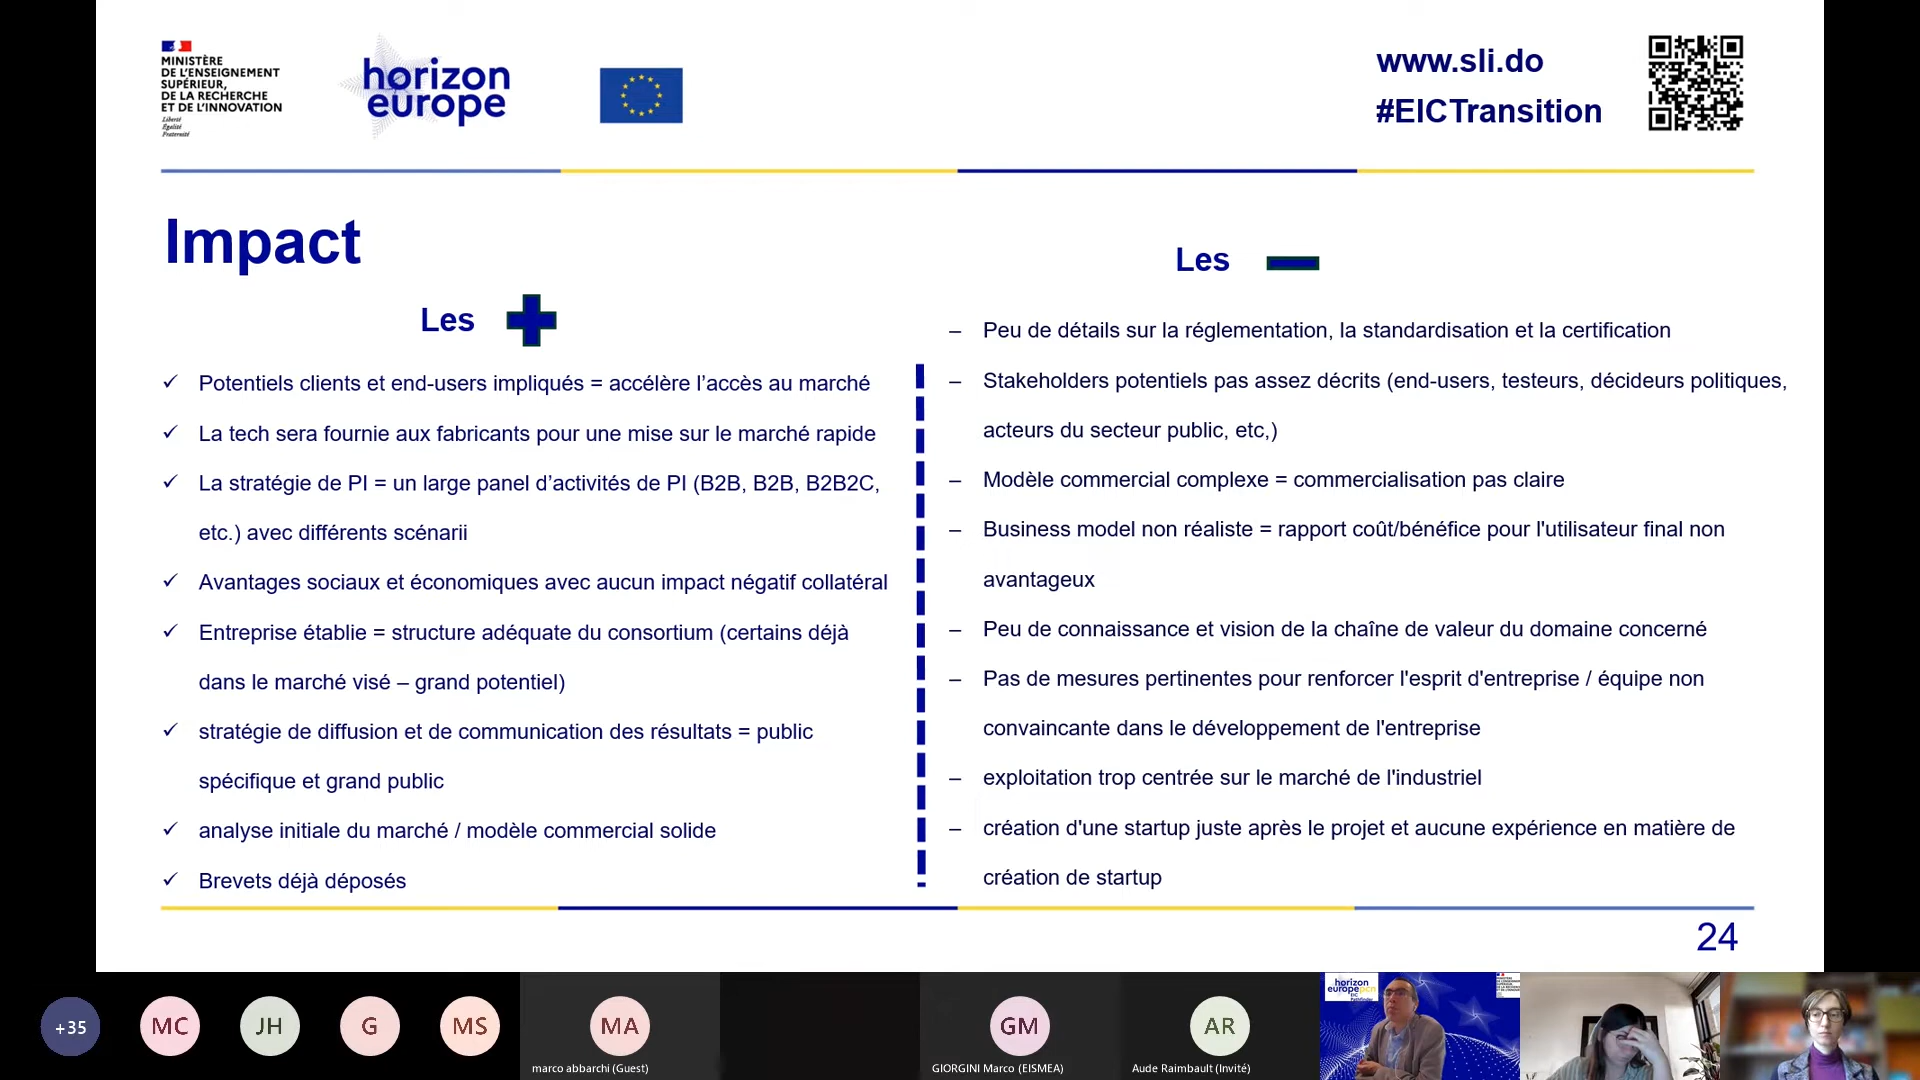 MINISTÈRE
DE L'ENSEIGNEMENT
SUPÉRIEUR,
DE LA RECHERCHE
ET DE L'INNOVATION
Liberté
Égalité
Fraternité
horizon
europe
www.sli.do
#EICTransition
Impact
Les
Potentiels clients et end-users impliqués = accélère l’accès au marché
La tech sera fournie aux fabricants pour une mise sur le marché rapide
La stratégie de PI = un large panel d’activités de PI (B2B, B2B, B2B2C,
etc.) avec différents scénarii
Avantages sociaux et économiques avec aucun impact négatif collatéral
Entreprise établie = structure adéquate du consortium (certains déjà
dans le marché visé – grand potentiel)
stratégie de diffusion et de communication des résultats = public
spécifique et grand public
analyse initiale du marché / modèle commercial solide
Brevets déjà déposés
Les
– Peu de détails sur la réglementation, la standardisation et la certification
– Stakeholders potentiels pas assez décrits (end-users, testeurs, décideurs politiques,
acteurs du secteur public, etc,)
– Modèle commercial complexe = commercialisation pas claire
– Business model non réaliste = rapport coût/bénéfice pour l'utilisateur final non
avantageux
– Peu de connaissance et vision de la chaîne de valeur du domaine concerné
– Pas de mesures pertinentes pour renforcer l'esprit d'entreprise / équipe non
convaincante dans le développement de l'entreprise
– exploitation trop centrée sur le marché de l'industriel
– création d'une startup juste après le projet et aucune expérience en matière de
création de startup
24
+35
MC
JH
G
MS
MA
marco abbarchi (Guest)
GM
GIORGINI Marco (EISMEA)
AR
Aude Raimbault (Invité)
horizon
europe pcn
EIC
Pathfinder